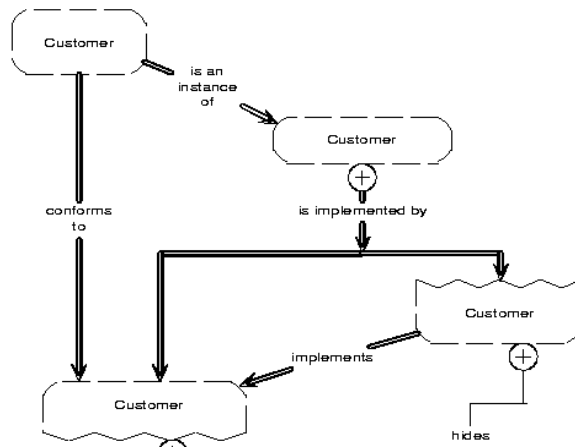 Customer
is an
instance
of
Customer
conforms
to
is implemented by
Customer
implements
Customer
hides